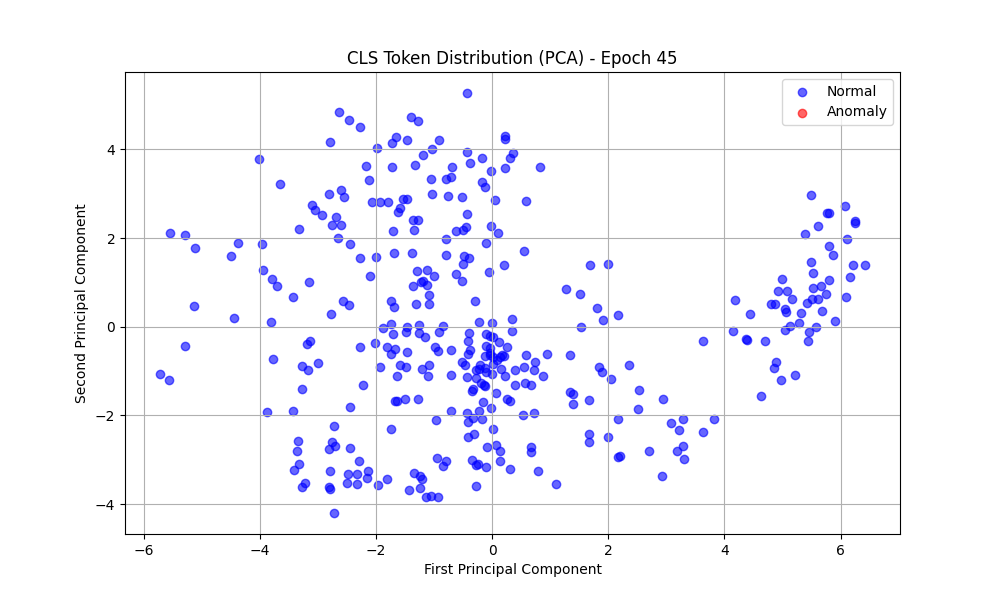 CLS Token Distribution (PCA) - Epoch 45
Normal
Anomaly
Second Principal Component
4
2
0
−2
−4
−6
−4
−2
0
2
4
6
First Principal Component